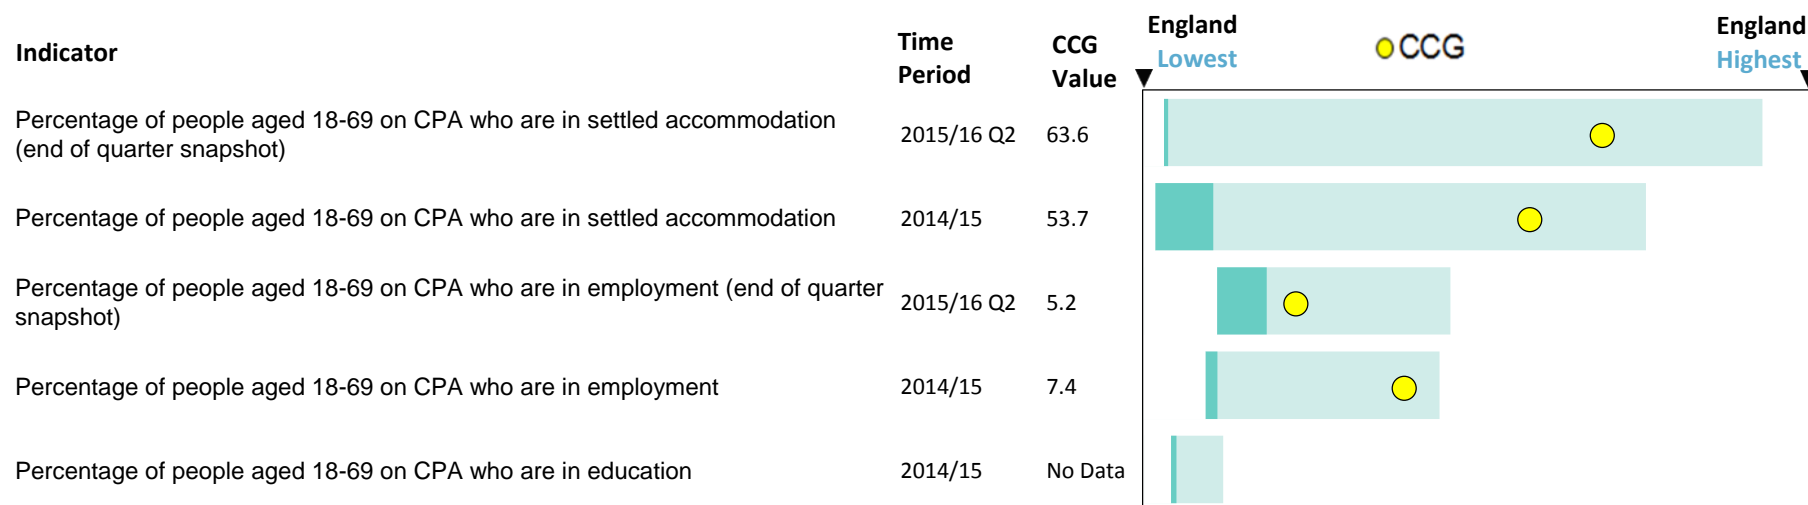 Indicator
Time
Period
CCG
Value
England
Lowest
CCG
England
Highest
Percentage of people aged 18-69 on CPA who are in settled accommodation
(end of quarter snapshot)
2015/16 Q2
63.6
Percentage of people aged 18-69 on CPA who are in settled accommodation
2014/15
53.7
Percentage of people aged 18-69 on CPA who are in employment (end of quarter
snapshot)
2015/16 Q2
5.2
Percentage of people aged 18-69 on CPA who are in employment
2014/15
7.4
Percentage of people aged 18-69 on CPA who are in education
2014/15
No Data